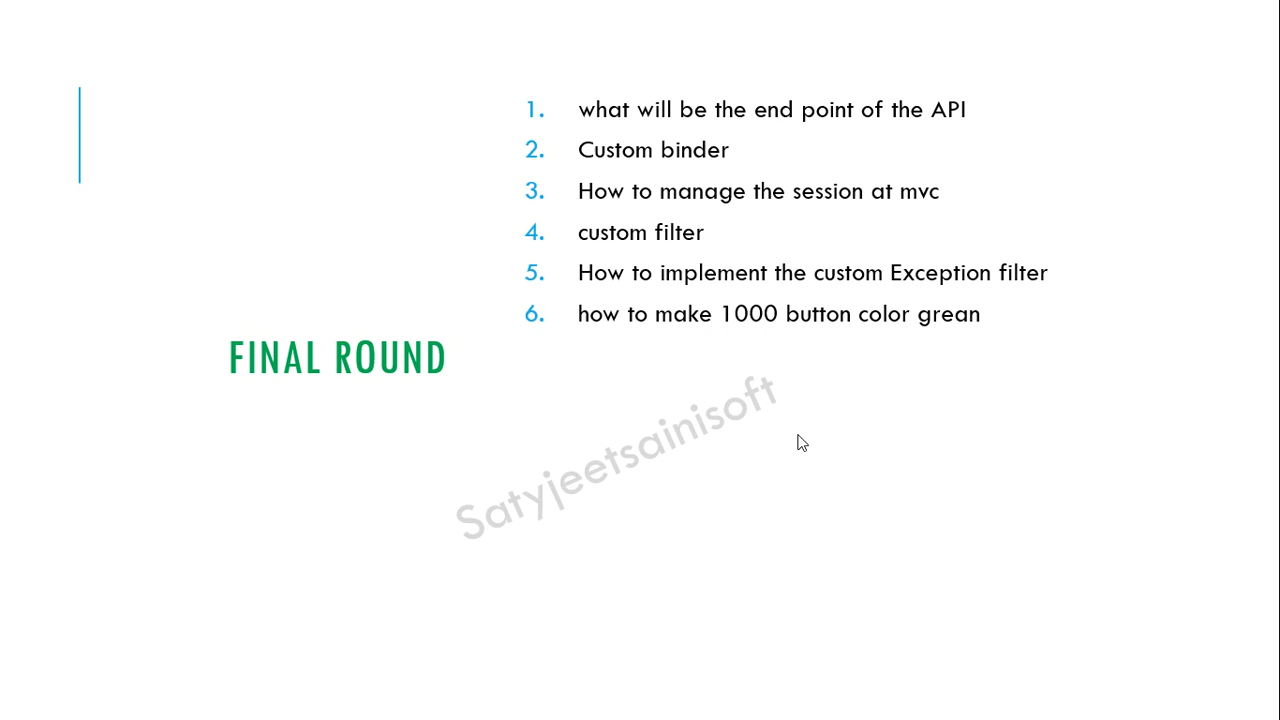 1. what will be the end point of the API
2. Custom binder
3. How to manage the session at mvc
4. custom filter
5. How to implement the custom Exception filter
6. how to make 1000 button color grean
FINAL ROUND
Satyjeetsainisoft